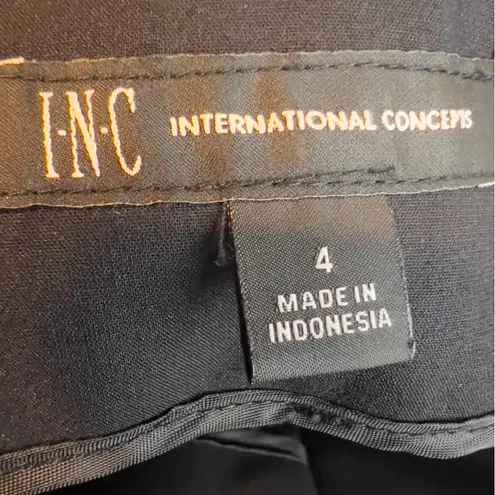 I·N·C INTERNATIONAL CONCEPTS
4
MADE IN
INDONESIA